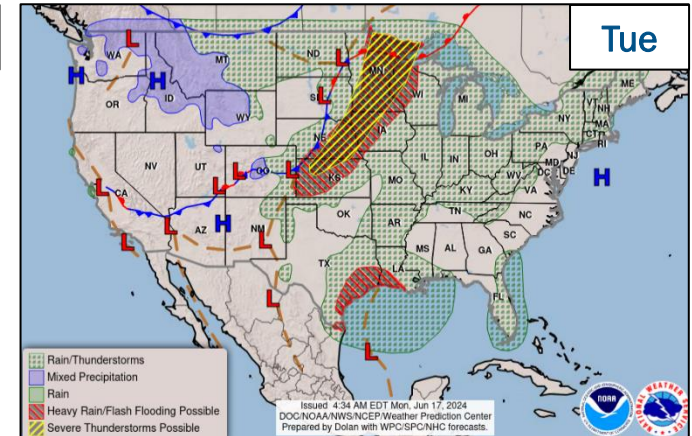 Tue
WA
MT
ND
MN
ME
OR
ID
SD
WI
MI
VT
NH
NY
MA
CT
RI
WY
NE
IA
PA
NJ
NV
UT
CO
IL
IN
OH
MD
DE
DC
WV
VA
KS
MO
KY
CA
AZ
NM
OK
AR
TN
NC
SC
TX
LA
MS
AL
GA
FL
H
H
H
H
L
L
L
L
L
L
L
L
L
L
L
L
Rain/Thunderstorms
Mixed Precipitation
Rain
Heavy Rain/Flash Flooding Possible
Severe Thunderstorms Possible
Issued 4:34 AM EDT Mon, Jun 17, 2024
DOC/NOAA/NWS/NCEP/Weather Prediction Center
Prepared by Dolan with WPC/SPC/NHC forecasts.
NOAA